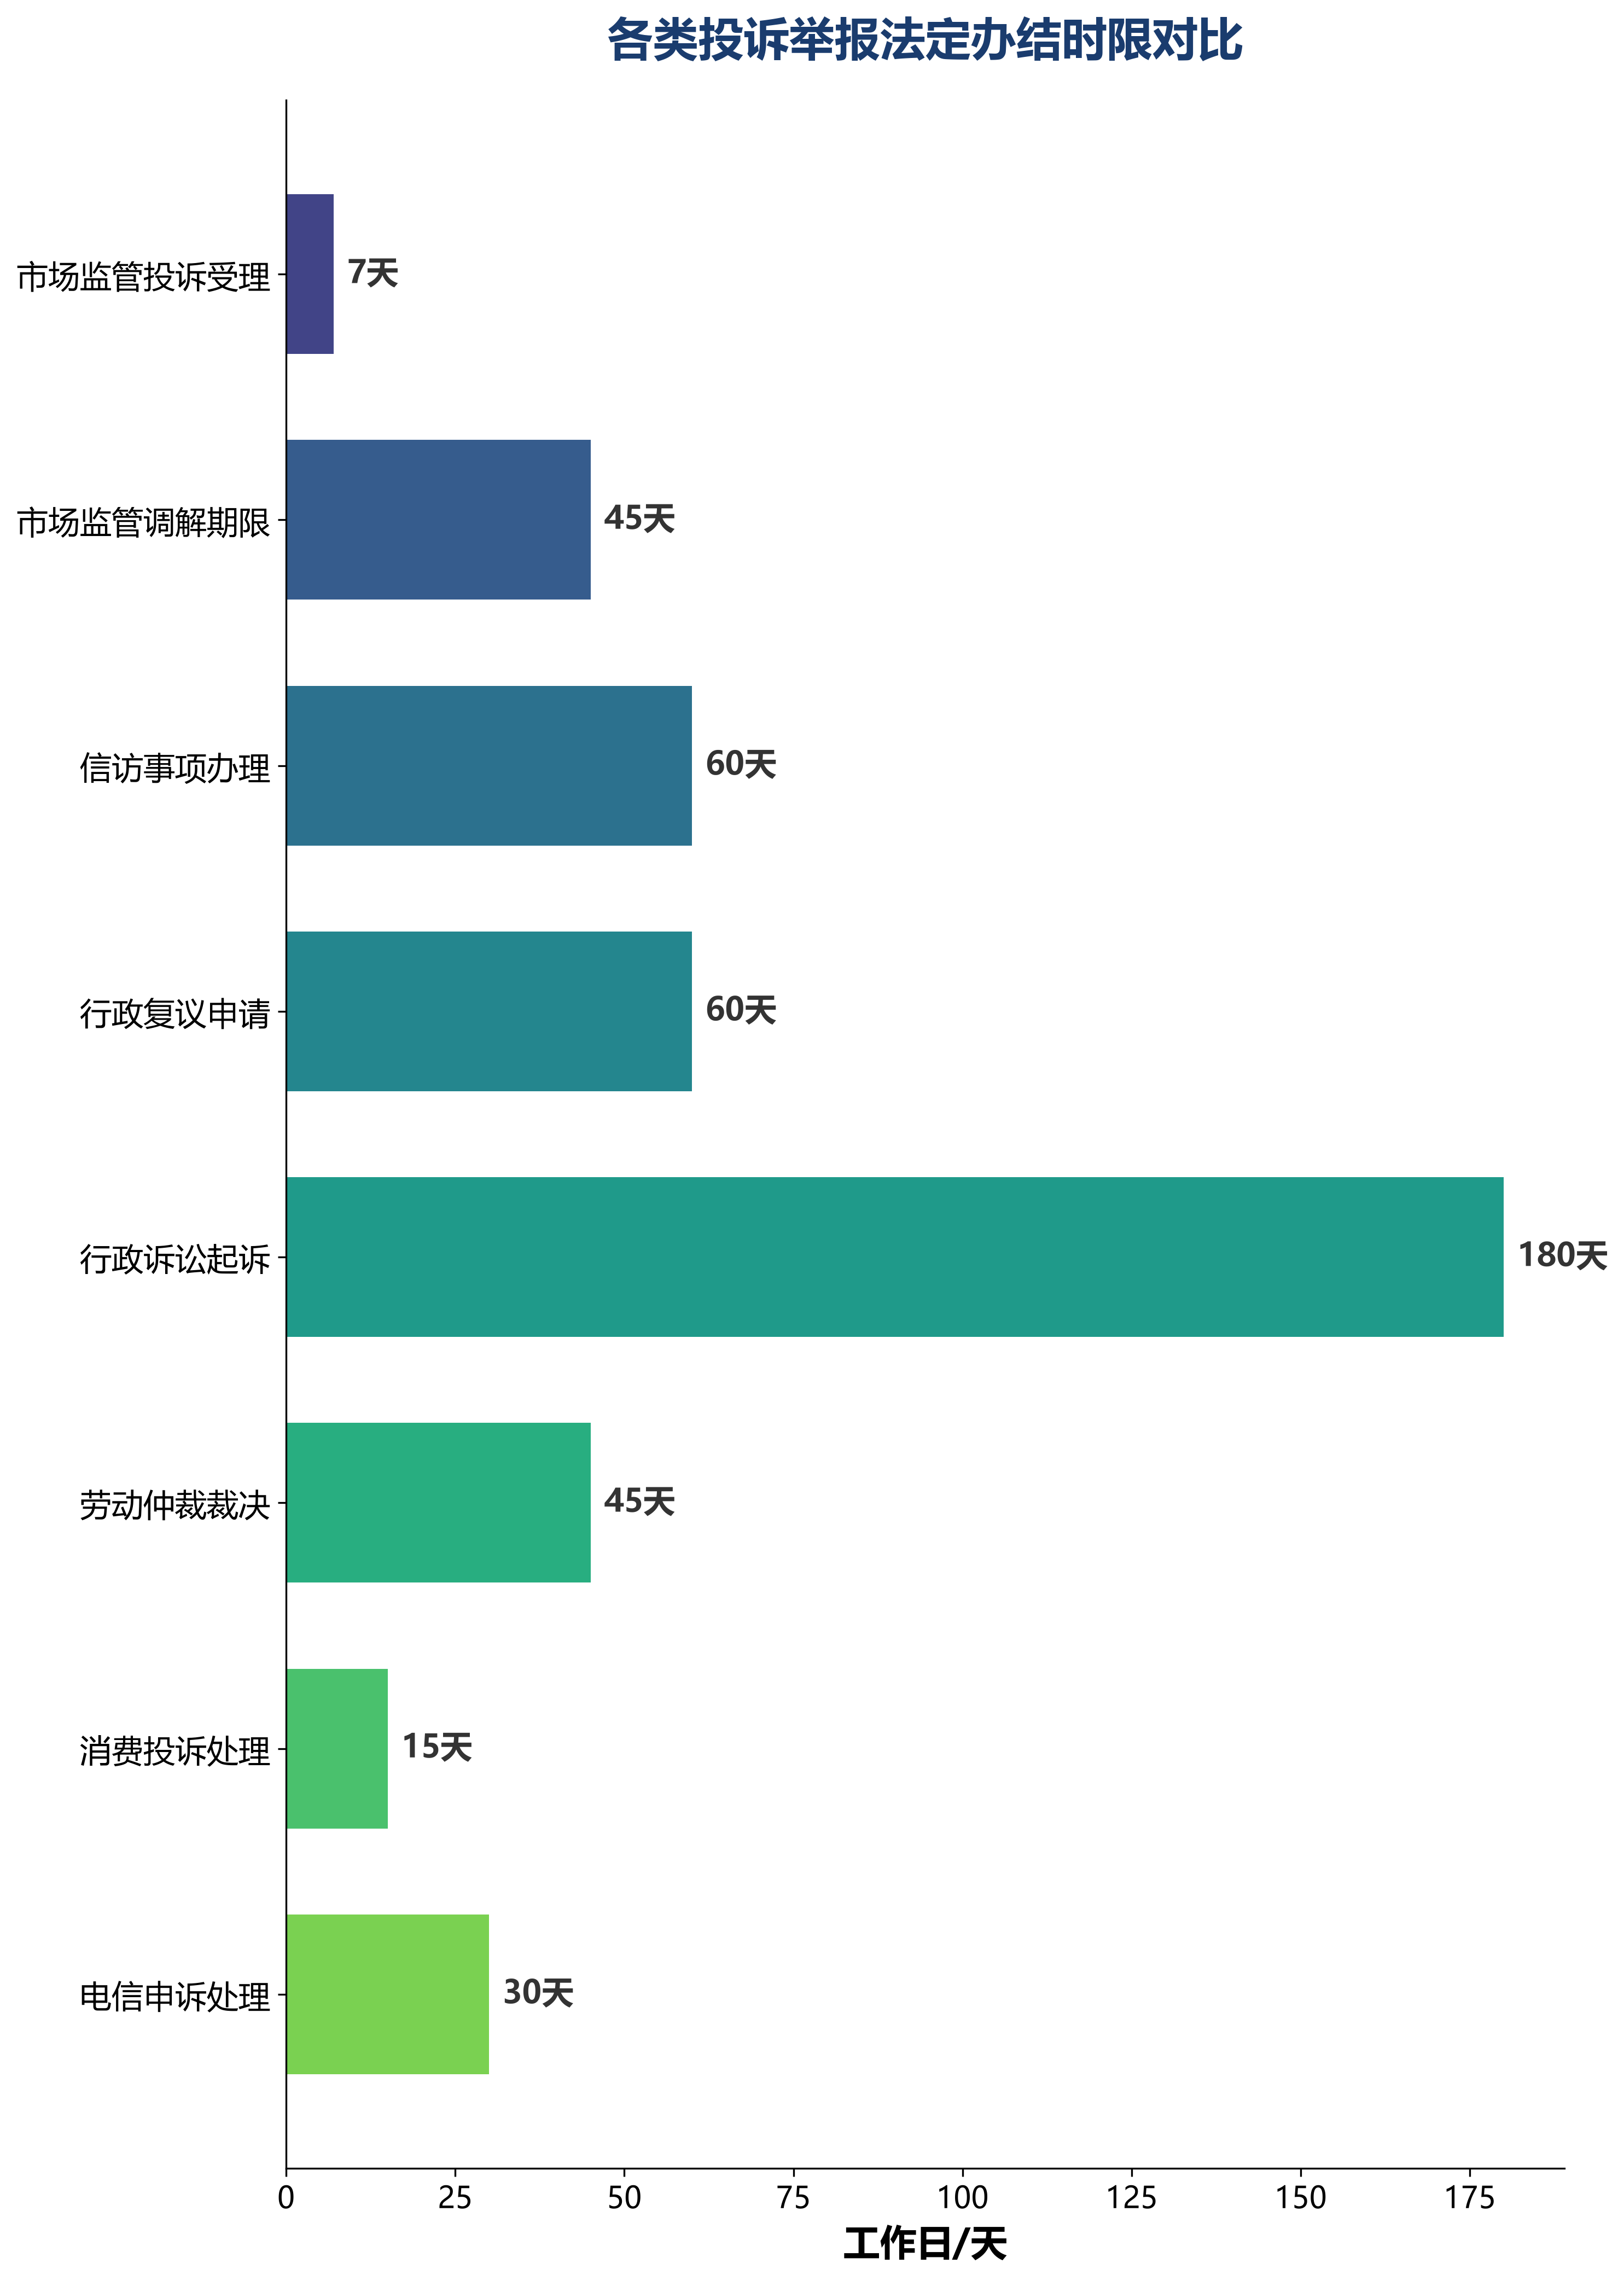 各类投诉举报法定办结时限对比
市场监管投诉受理 7天
市场监管调解期限 45天
信访事项办理 60天
行政复议申请 60天
行政诉讼起诉 180天
劳动仲裁裁决 45天
消费投诉处理 15天
电信申诉处理 30天
0 25 50 75 100 125 150 175
工作日/天